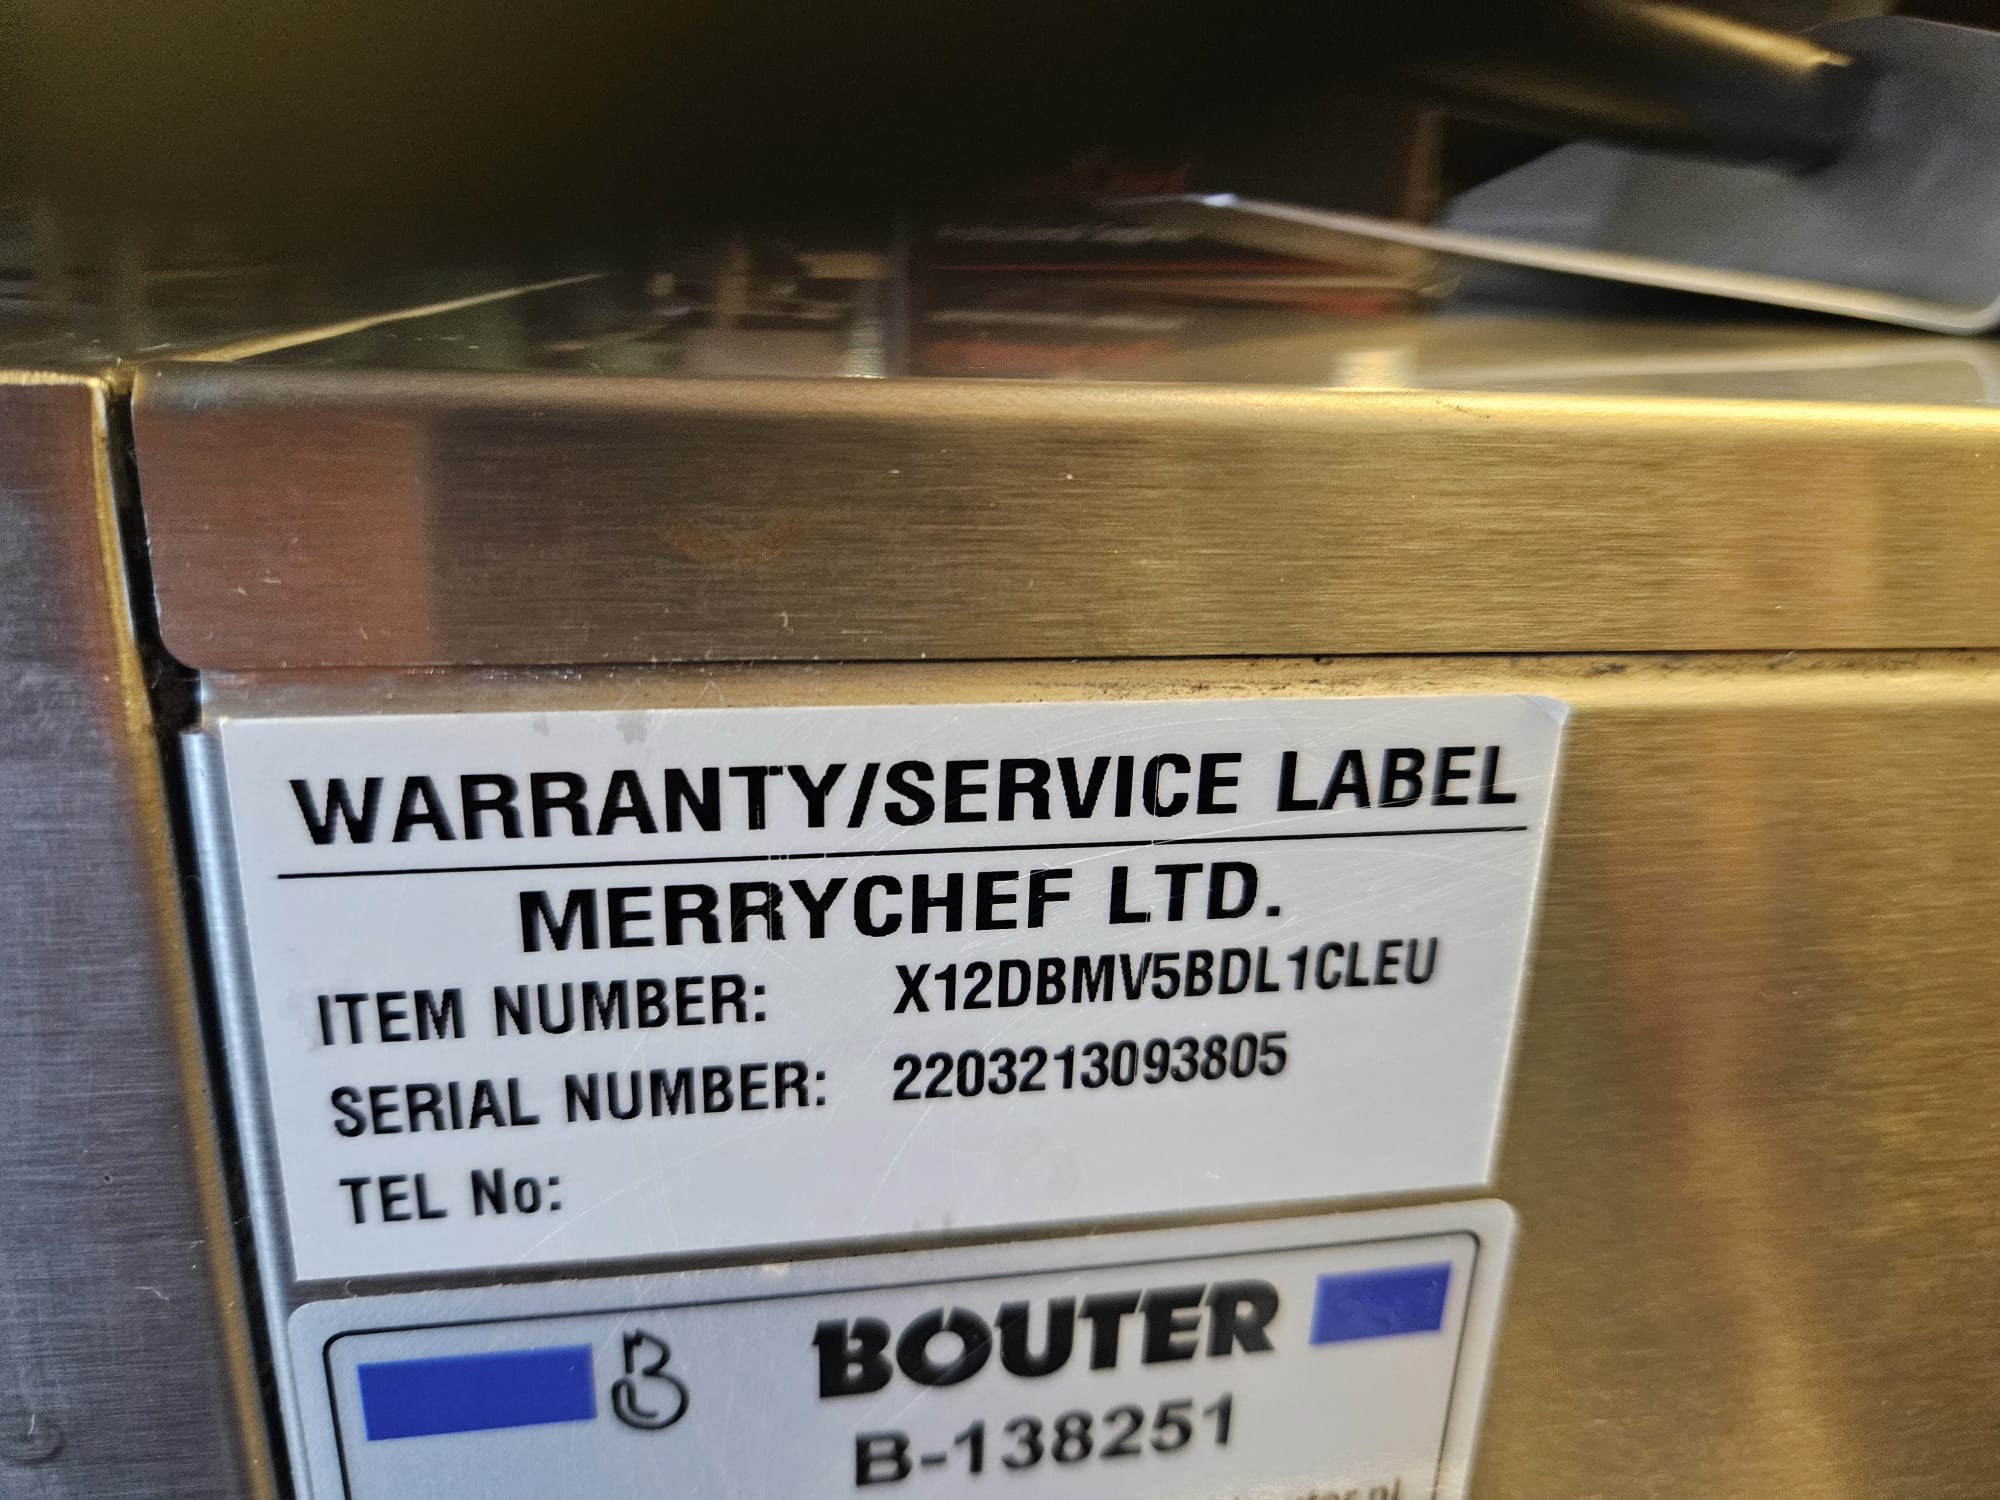 WARRANTY/SERVICE LABEL
MERRYCHEF LTD.
ITEM NUMBER: X12DBMV5BDL1CLEU
SERIAL NUMBER: 2203213093805
TEL No:
BOUTER
B-138251